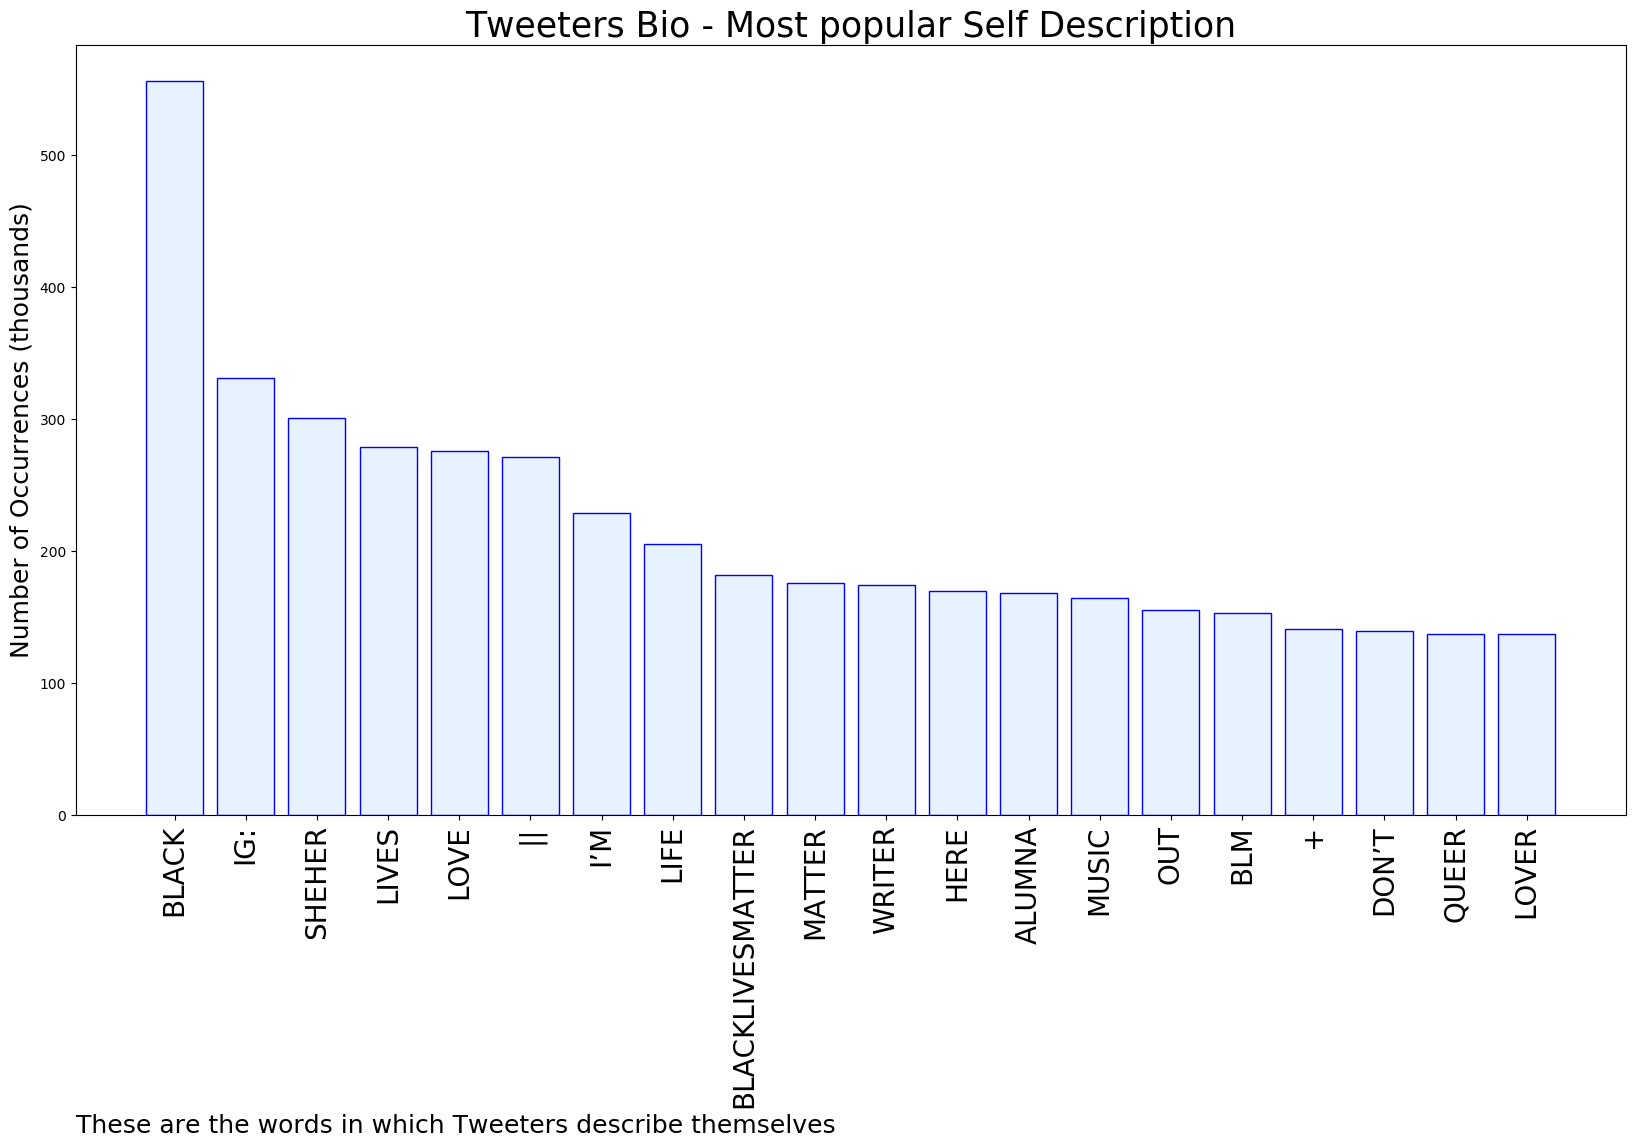 Tweeters Bio - Most popular Self Description
Number of Occurrences (thousands)
500
400
300
200
100
0
BLACK
IG:
SHEHER
LIVES
LOVE
||
I’M
LIFE
BLACKLIVESMATTER
MATTER
WRITER
HERE
ALUMNA
MUSIC
OUT
BLM
+
DON’T
QUEER
LOVER
These are the words in which Tweeters describe themselves